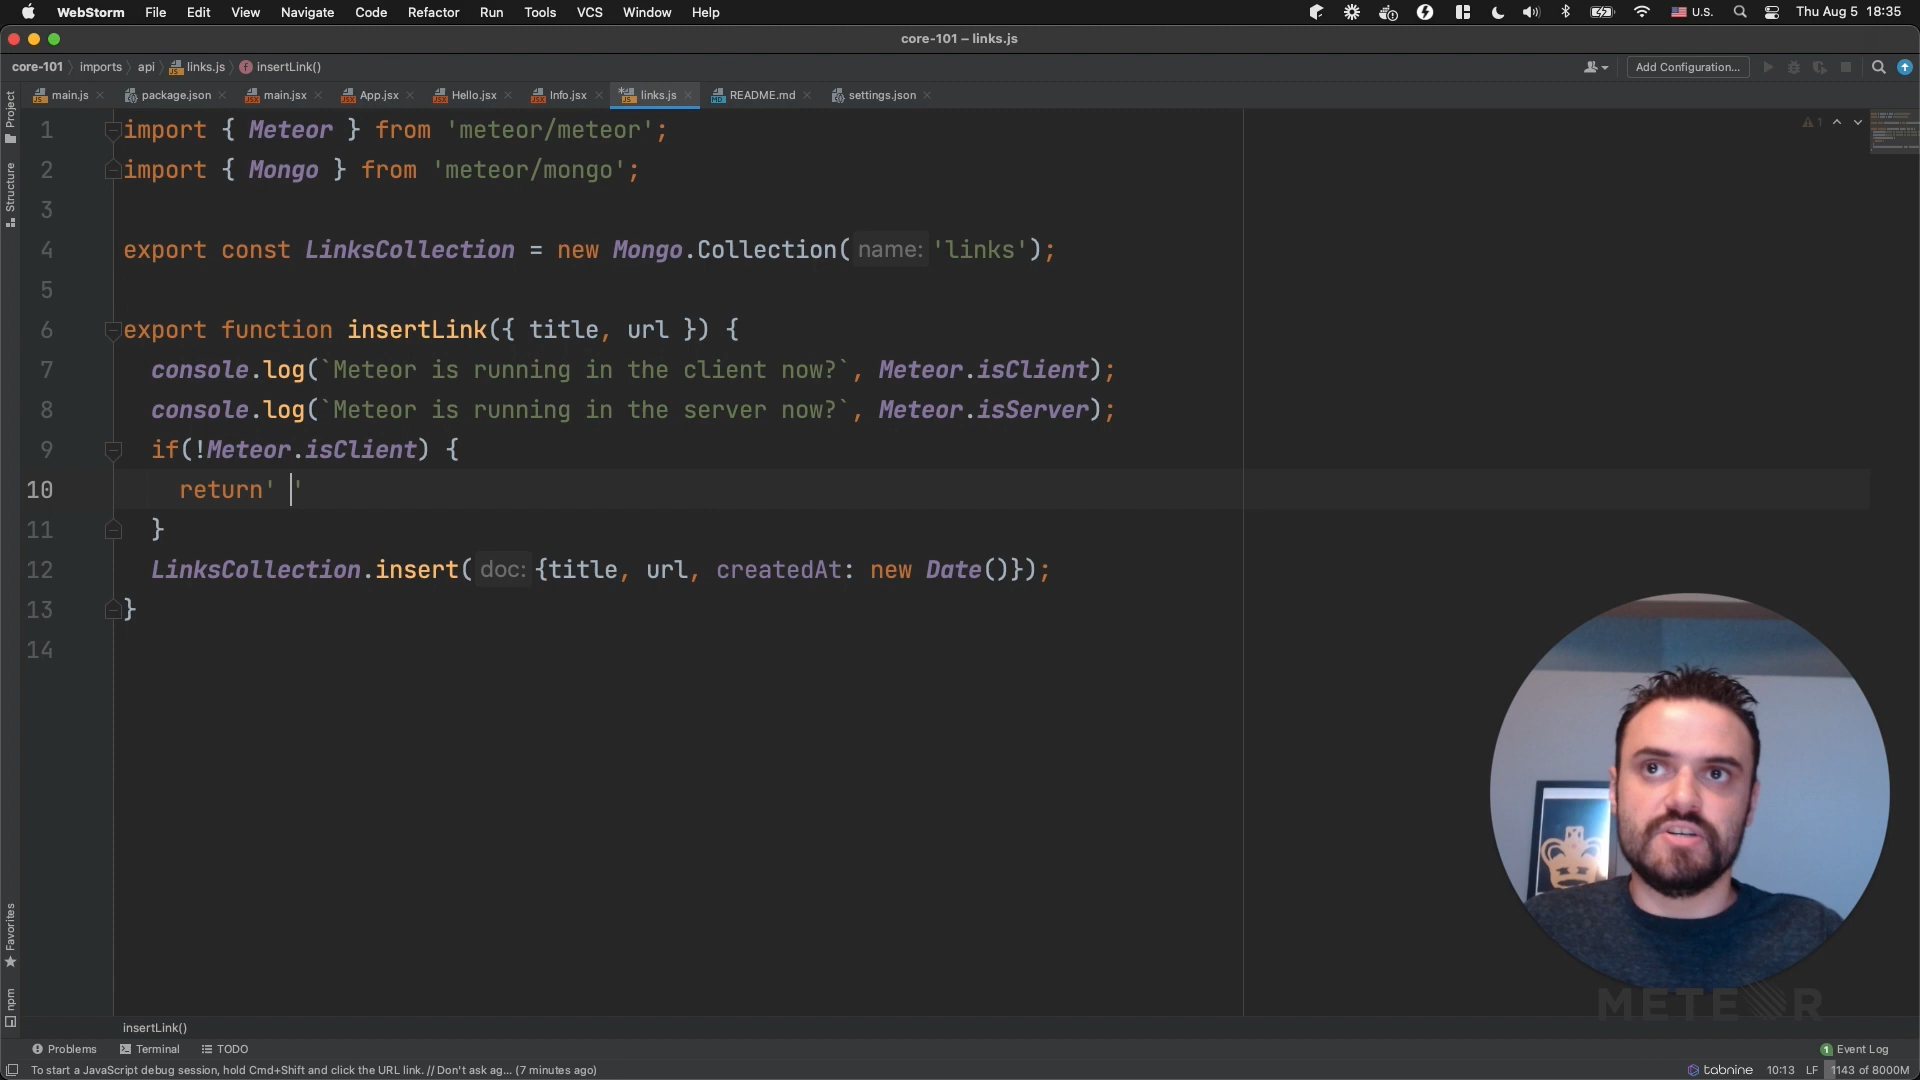 WebStorm File Edit View Navigate Code Refactor Run Tools VCS Window Help U.S. Thu Aug 5 18:35
core-101 – links.js
core-101 imports api links.js insertLink() Add Configuration...
main.js package.json main.jsx App.jsx Hello.jsx Info.jsx links.js README.md settings.json
Project
Structure
Favorites
npm
1 import { Meteor } from 'meteor/meteor';
2 import { Mongo } from 'meteor/mongo';
3
4 export const LinksCollection = new Mongo.Collection( name: 'links');
5
6 export function insertLink({ title, url }) {
7 console.log(`Meteor is running in the client now?`, Meteor.isClient);
8 console.log(`Meteor is running in the server now?`, Meteor.isServer);
9 if(!Meteor.isClient) {
10 return' '
11 }
12 LinksCollection.insert( doc: {title, url, createdAt: new Date()});
13 }
14
1
METEOR
insertLink()
Problems Terminal TODO 1 Event Log
To start a JavaScript debug session, hold Cmd+Shift and click the URL link. // Don't ask ag... (7 minutes ago) tabnine 10:13 LF 1143 of 8000M